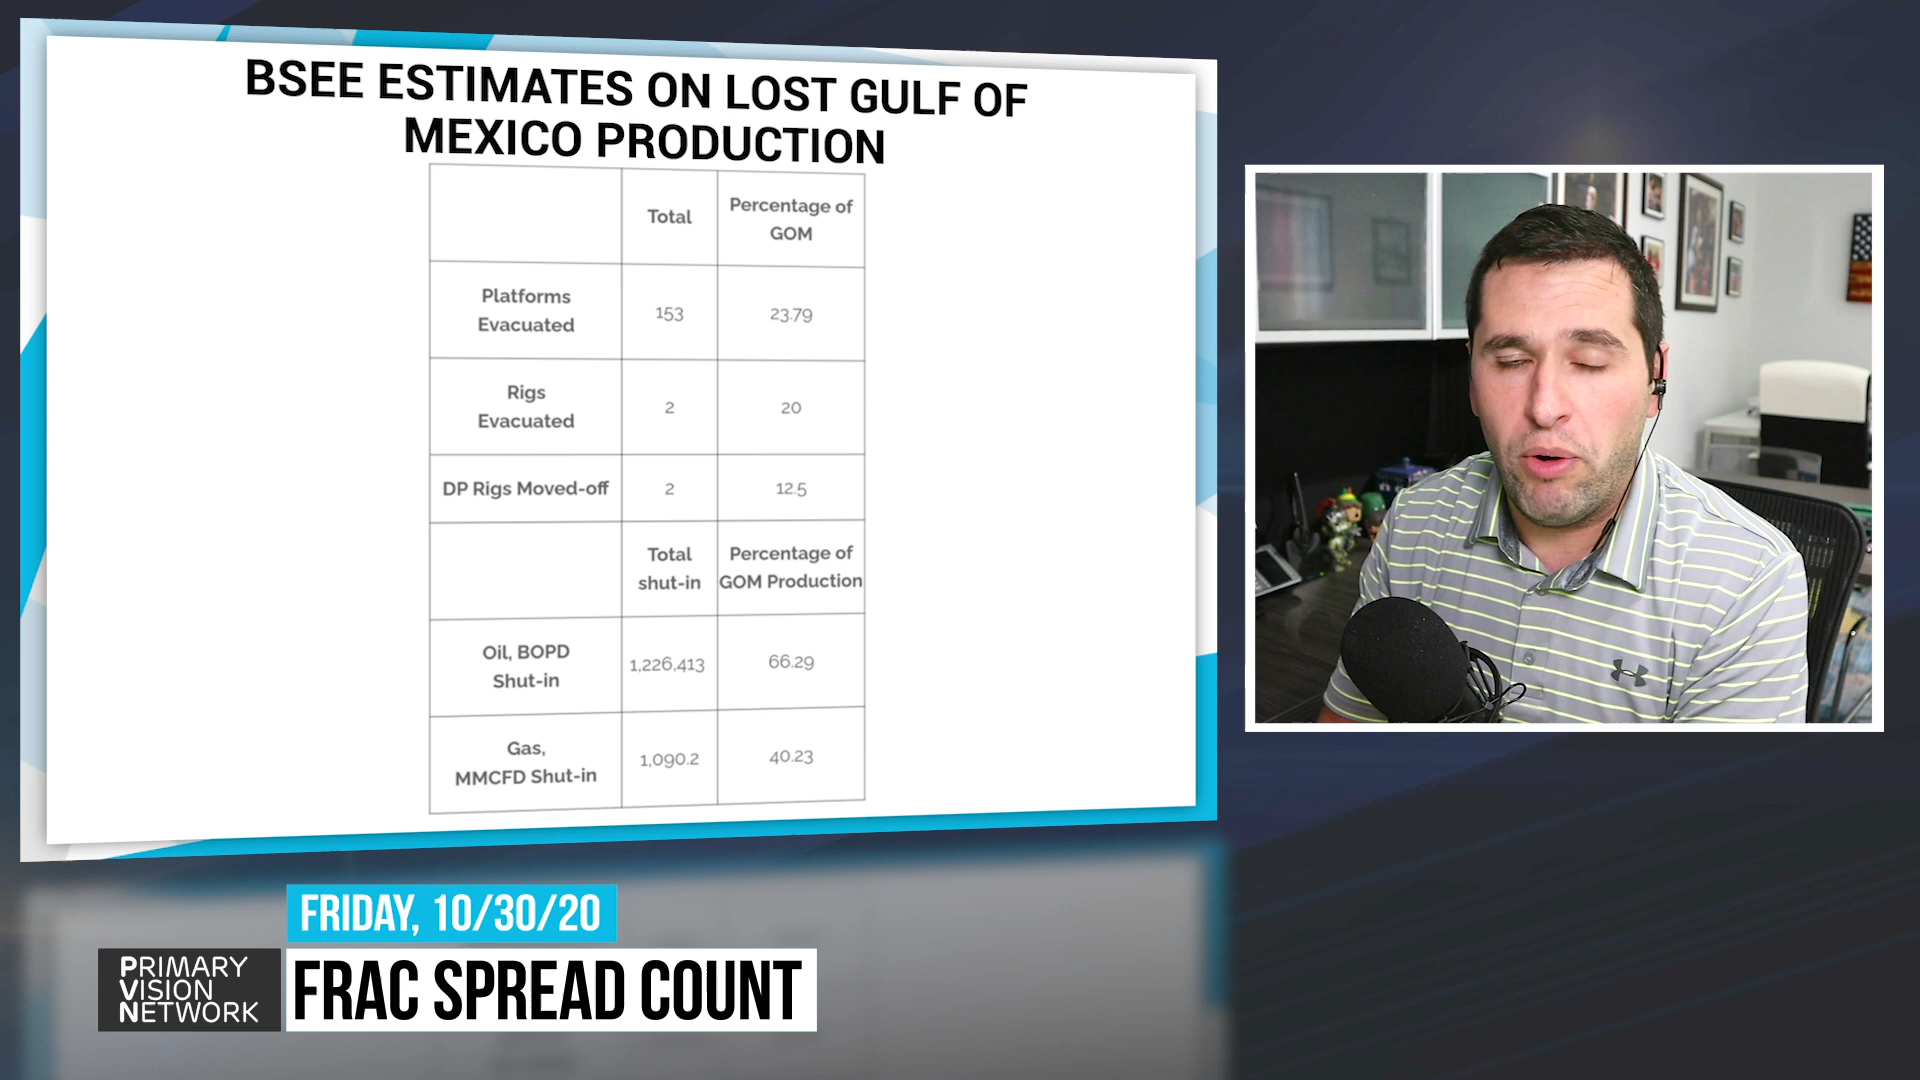 BSEE ESTIMATES ON LOST GULF OF
MEXICO PRODUCTION
Total
Percentage of
GOM
Platforms
Evacuated
153
23.79
Rigs
Evacuated
2
20
DP Rigs Moved-off
2
12.5
Total
shut-in
Percentage of
GOM Production
Oil, BOPD
Shut-in
1,226,413
66.29
Gas,
MMCFD Shut-in
1,090.2
40.23
FRIDAY, 10/30/20
PRIMARY
VISION
NETWORK
FRAC SPREAD COUNT